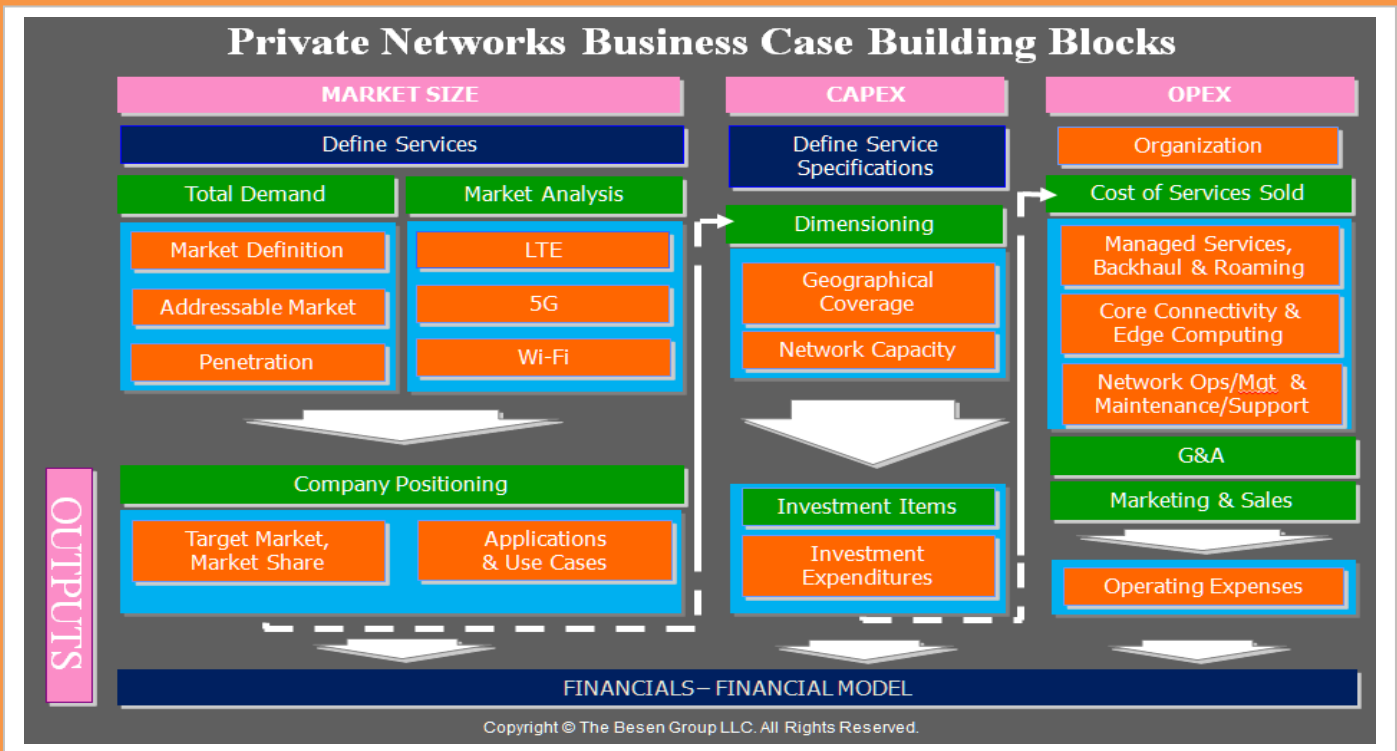 Private Networks Business Case Building Blocks
MARKET SIZE
Define Services
Total Demand
Market Definition
Addressable Market
Penetration
Market Analysis
LTE
5G
Wi-Fi
Company Positioning
Target Market,
Market Share
Applications
& Use Cases
CAPEX
Define Service
Specifications
Dimensioning
Geographical
Coverage
Network Capacity
Investment Items
Investment
Expenditures
OPEX
Organization
Cost of Services Sold
Managed Services,
Backhaul & Roaming
Core Connectivity &
Edge Computing
Network Ops/Mgt &
Maintenance/Support
G&A
Marketing & Sales
Operating Expenses
OUTPUTS
FINANCIALS– FINANCIAL MODEL
Copyright © The Besen Group LLC. All Rights Reserved.